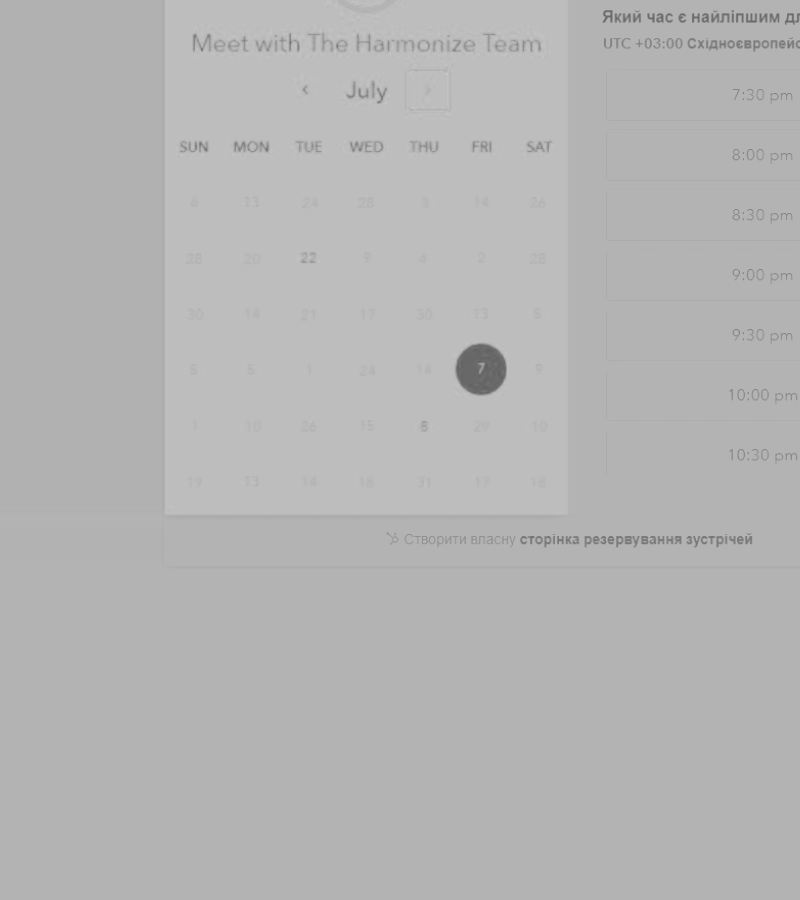 Meet with The Harmonize Team
July
SUN MON TUE WED THU FRI SAT
6 13 24 28 3 14 26
28 20 22 9 4 2 28
30 14 21 17 30 13 5
5 5 1 24 14 7 9
1 10 26 15 8 29 10
19 13 14 16 31 17 18
Який час є найліпшим дл
UTC +03:00 Східноєвропейс
7:30 pm
8:00 pm
8:30 pm
9:00 pm
9:30 pm
10:00 pm
10:30 pm
Створити власну сторінка резервування зустрічей